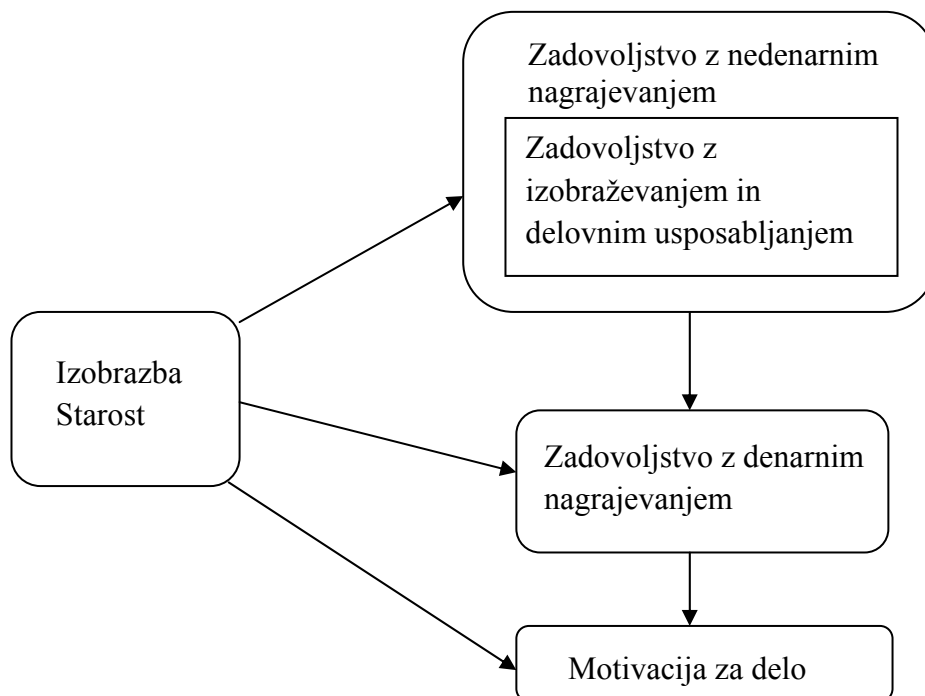 Zadovoljstvo z nedenarnim
nagrajevanjem
Zadovoljstvo z
izobraževanjem in
delovnim usposabljanjem
Izobrazba
Starost
Zadovoljstvo z denarnim
nagrajevanjem
Motivacija za delo